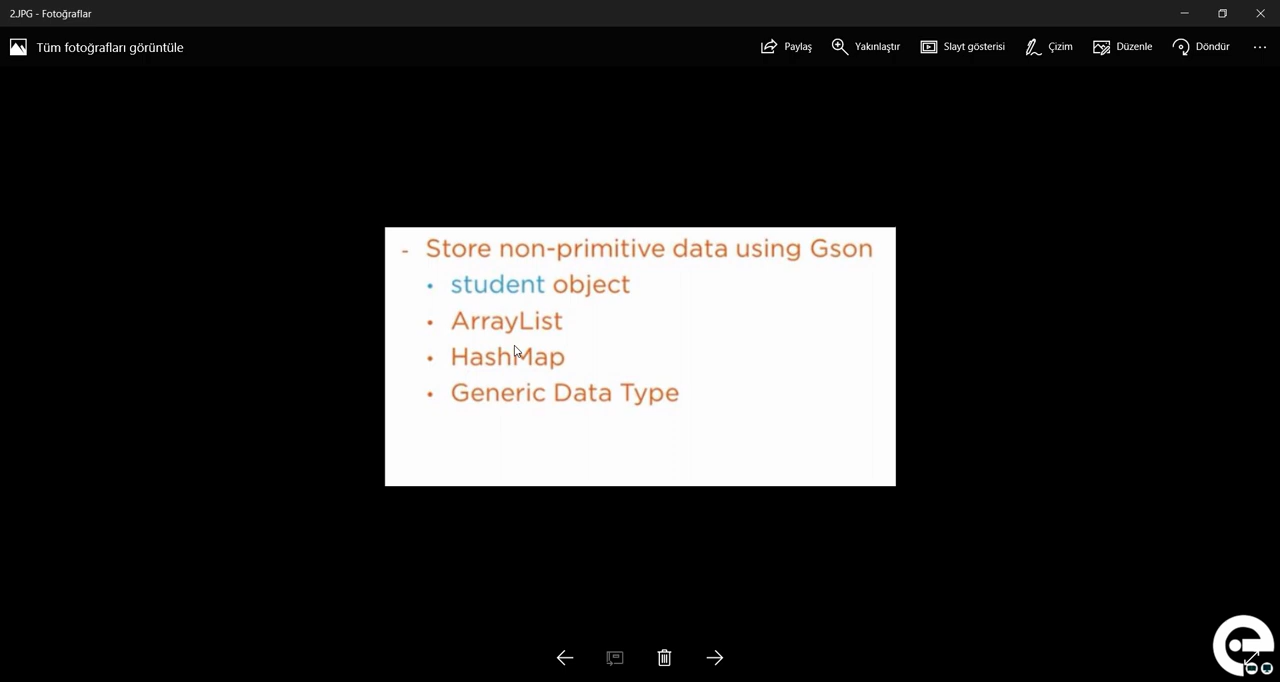 2.JPG - Fotoğraflar
Tüm fotoğrafları görüntüle
Paylaş
Yakınlaştır
Slayt gösterisi
Çizim
Düzenle
Döndür
- Store non-primitive data using Gson
• student object
• ArrayList
• HashMap
• Generic Data Type